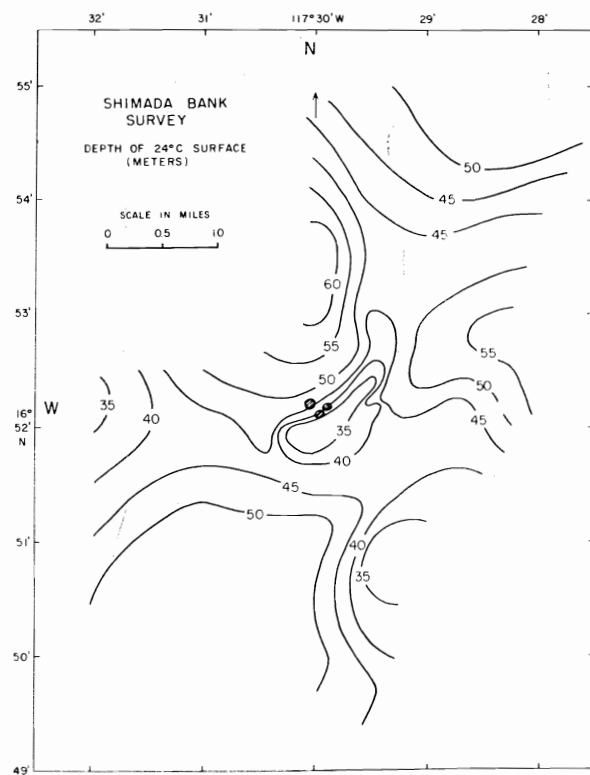 32' 31' 117° 30' W 29' 28'
N
55'
SHIMADA BANK
SURVEY
DEPTH OF 24°C SURFACE
(METERS)
50
54'
45
SCALE IN MILES
45
0 0.5 1.0
60
53'
55
55
50
50
35
40
16° W
45
52'
35
N
40
45
50
51'
40
35
50'
49'